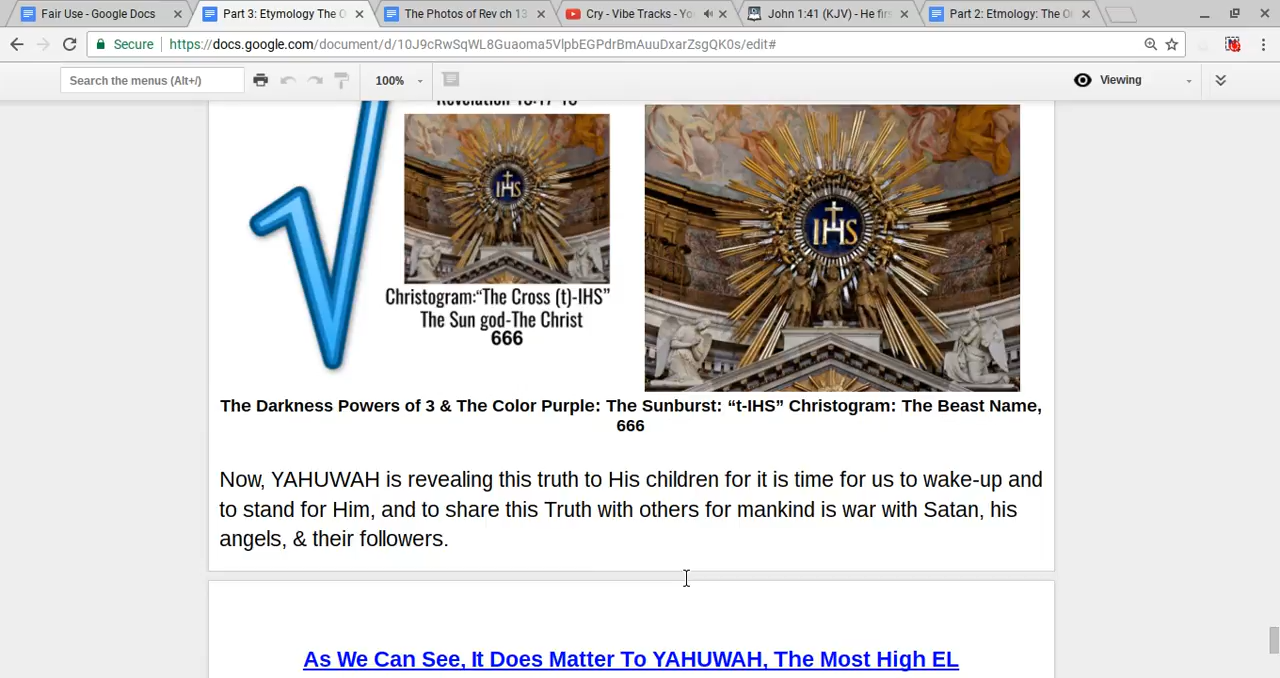 Fair Use - Google Docs
Part 3: Etymology The O
The Photos of Rev ch 13
Cry - Vibe Tracks - Yo
John 1:41 (KJV) - He firs
Part 2: Etmology: The O
Secure
https://docs.google.com/document/d/10J9cRwSqWL8Guaoma5VlpbEGPdrBmAuuDxarZsgQK0s/edit#
Search the menus (Alt+/)
100%
Viewing
IHS
IHS
Christogram:“The Cross (t)-IHS”
The Sun god-The Christ
666
The Darkness Powers of 3 & The Color Purple: The Sunburst: “t-IHS” Christogram: The Beast Name,
666
Now, YAHUWAH is revealing this truth to His children for it is time for us to wake-up and
to stand for Him, and to share this Truth with others for mankind is war with Satan, his
angels, & their followers.
As We Can See, It Does Matter To YAHUWAH, The Most High EL